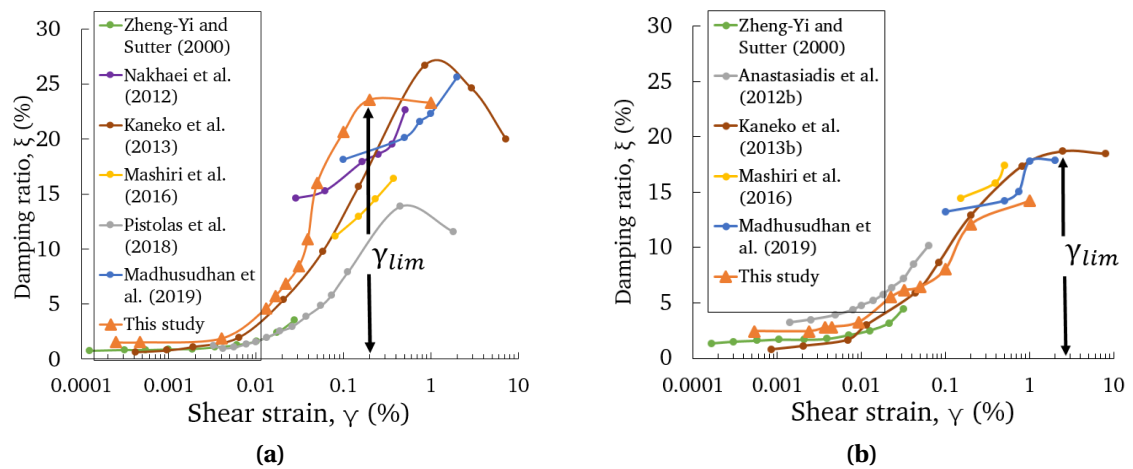 30
25
20
15
10
5
0
Damping ratio, ξ (%)
Zheng-Yi and
Sutter (2000)
Nakhaei et al.
(2012)
Kaneko et al.
(2013)
Mashiri et al.
(2016)
Pistolas et al.
(2018)
Madhusudhan et
al. (2019)
This study
γlim
0.0001
0.01
0.1
1
10
Shear strain, γ (%)
(a)
30
25
20
15
10
5
0
Damping ratio, ξ (%)
Zheng-Yi and
Sutter (2000)
Anastasiadis et al.
(2012b)
Kaneko et al.
(2013b)
Mashiri et al.
(2016)
Madhusudhan et
al. (2019)
This study
γlim
0.0001
0.01
0.1
1
10
Shear strain, γ (%)
(b)